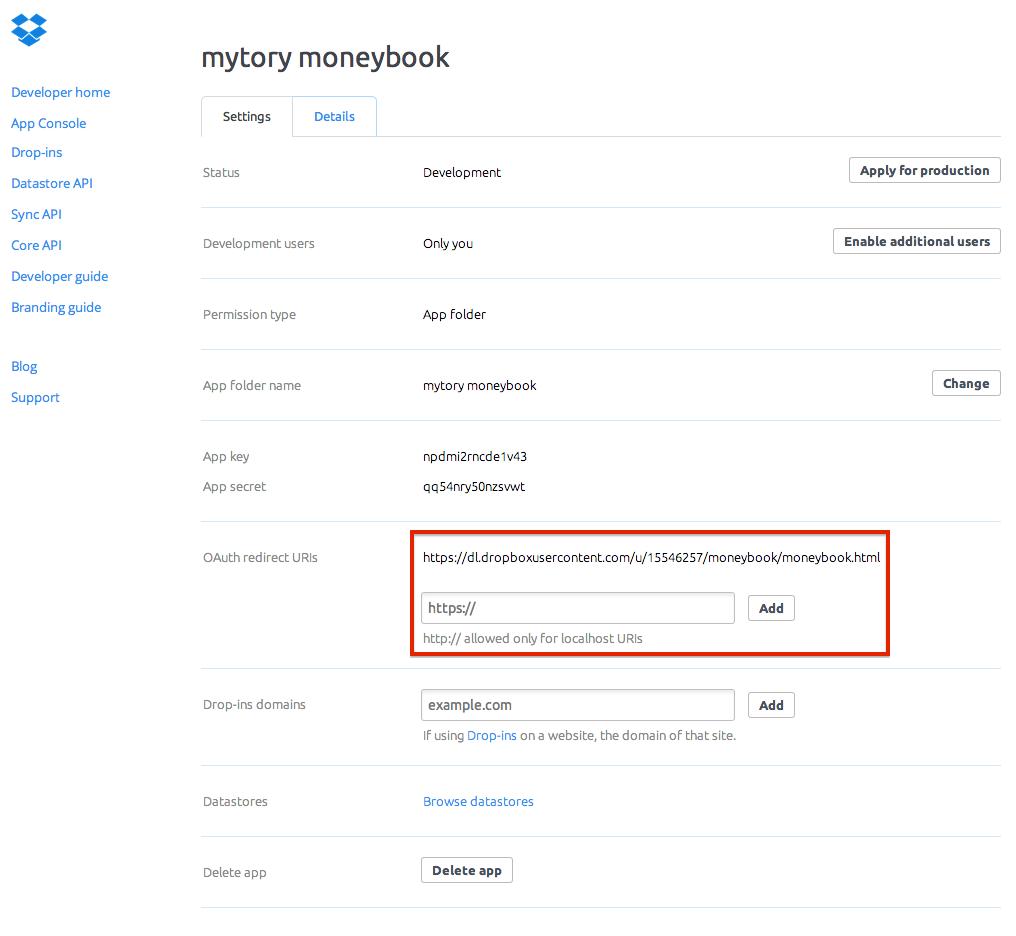 mytory moneybook
Developer home
App Console
Drop-ins
Datastore API
Sync API
Core API
Developer guide
Branding guide
Blog
Support
Settings Details
Status Development Apply for production
Development users Only you Enable additional users
Permission type App folder
App folder name mytory moneybook Change
App key npdmi2rncde1v43
App secret qq54nry50nzsvwt
OAuth redirect URIs https://dl.dropboxusercontent.com/u/15546257/moneybook/moneybook.html
https:// Add
http:// allowed only for localhost URIs
Drop-ins domains example.com Add
If using Drop-ins on a website, the domain of that site.
Datastores Browse datastores
Delete app Delete app